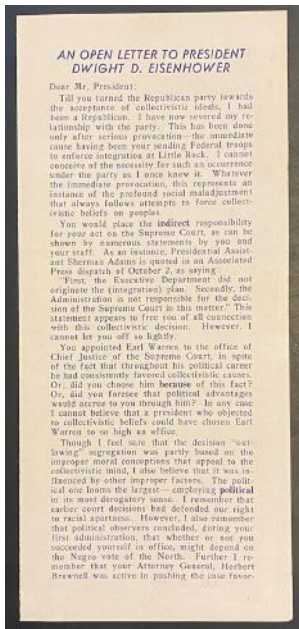 AN OPEN LETTER TO PRESIDENT
DWIGHT D. EISENHOWER
Dear Mr. President:
Till you turned the Republican party towards
the acceptance of collectivistic ideals, I had
been a Republican. I have now severed my re-
lationship with the party. This has been done
only after serious provocation—the immediate
cause having been your sending Federal troops
to enforce integration at Little Rock. I cannot
conceive of the necessity for such an occurrence
under the party as I once knew it. Whatever
the immediate provocation, this represents an
instance of the profound social maladjustment
that always follows attempts to force collect-
ivistic beliefs on peoples.
You would place the indirect responsibility
for your act on the Supreme Court, as can be
shown by numerous statements by you and
your staff. As an instance, Presidential Assist-
ant Sherman Adams is quoted in an Associated
Press dispatch of October 2, as saying:
"First, the Executive Department did not
originate the (integration) plan. Secondly, the
Administration is not responsible for the deci-
sion of the Supreme Court in this matter." This
statement appears to free you of all connection
with this collectivistic decision. However, I
cannot let you off so lightly.
You appointed Earl Warren to the office of
Chief Justice of the Supreme Court, in spite
of the fact that throughout his political career
he had consistently favored collectivistic causes.
Or; did you choose him because of this fact?
Or, did you foresee that political advantages
would accrue to you through him? In any case
I cannot believe that a president who objected
to collectivistic beliefs could have chosen Earl
Warren to so high an office.
Though I feel sure that the decision "out-
lawing" segregation was partly based on the
improper moral conceptions that appeal to the
collectivistic mind, I also believe that it was in-
fluenced by other improper factors. The polit-
ical one looms the largest—employing political
in its most derogatory sense. I remember that
earlier court decisions had defended our right
to racial apartness. However, I also remember
that political observers concluded, during your
first administration, that whether or not you
succeeded yourself in office, might depend on
the Negro vote of the North. Further I re-
member that your Attorney General, Herbert
Brownell was active in pushing the case favor-